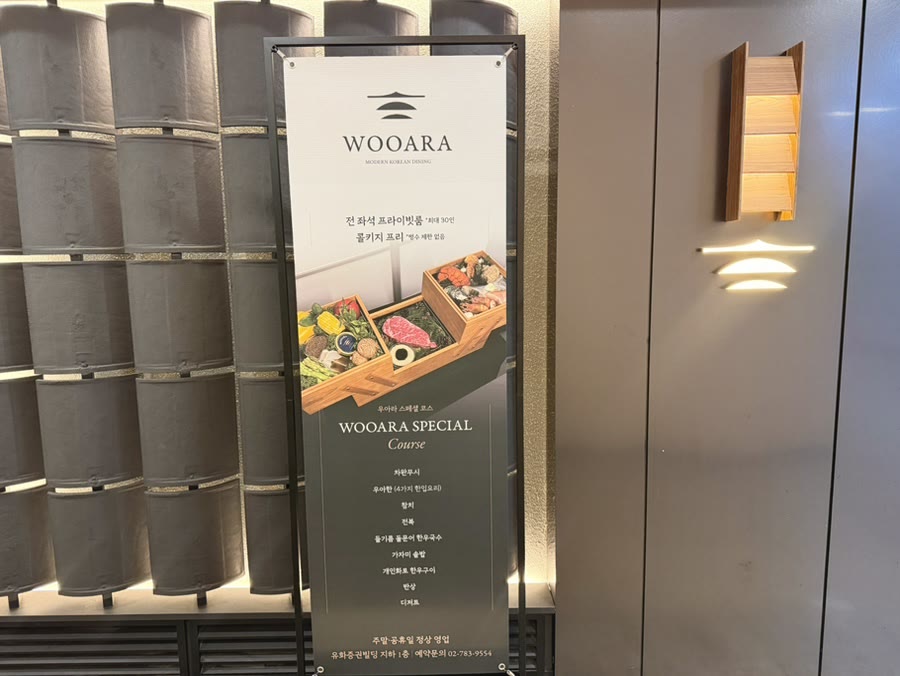 WOOARA
MODERN KOREAN DINING
전 좌석 프라이빗룸 *최대 30인
콜키지 프리 *병수 제한 없음
우아라 스페셜 코스
WOOARA SPECIAL
Course
차완무시
우아한 (4가지 한입요리)
참치
전복
들기름 돌문어 한우국수
가자미 솥밥
개인화로 한우구이
반상
디저트
주말·공휴일 정상 영업
유화증권빌딩 지하 1층 | 예약문의 02-783-9554